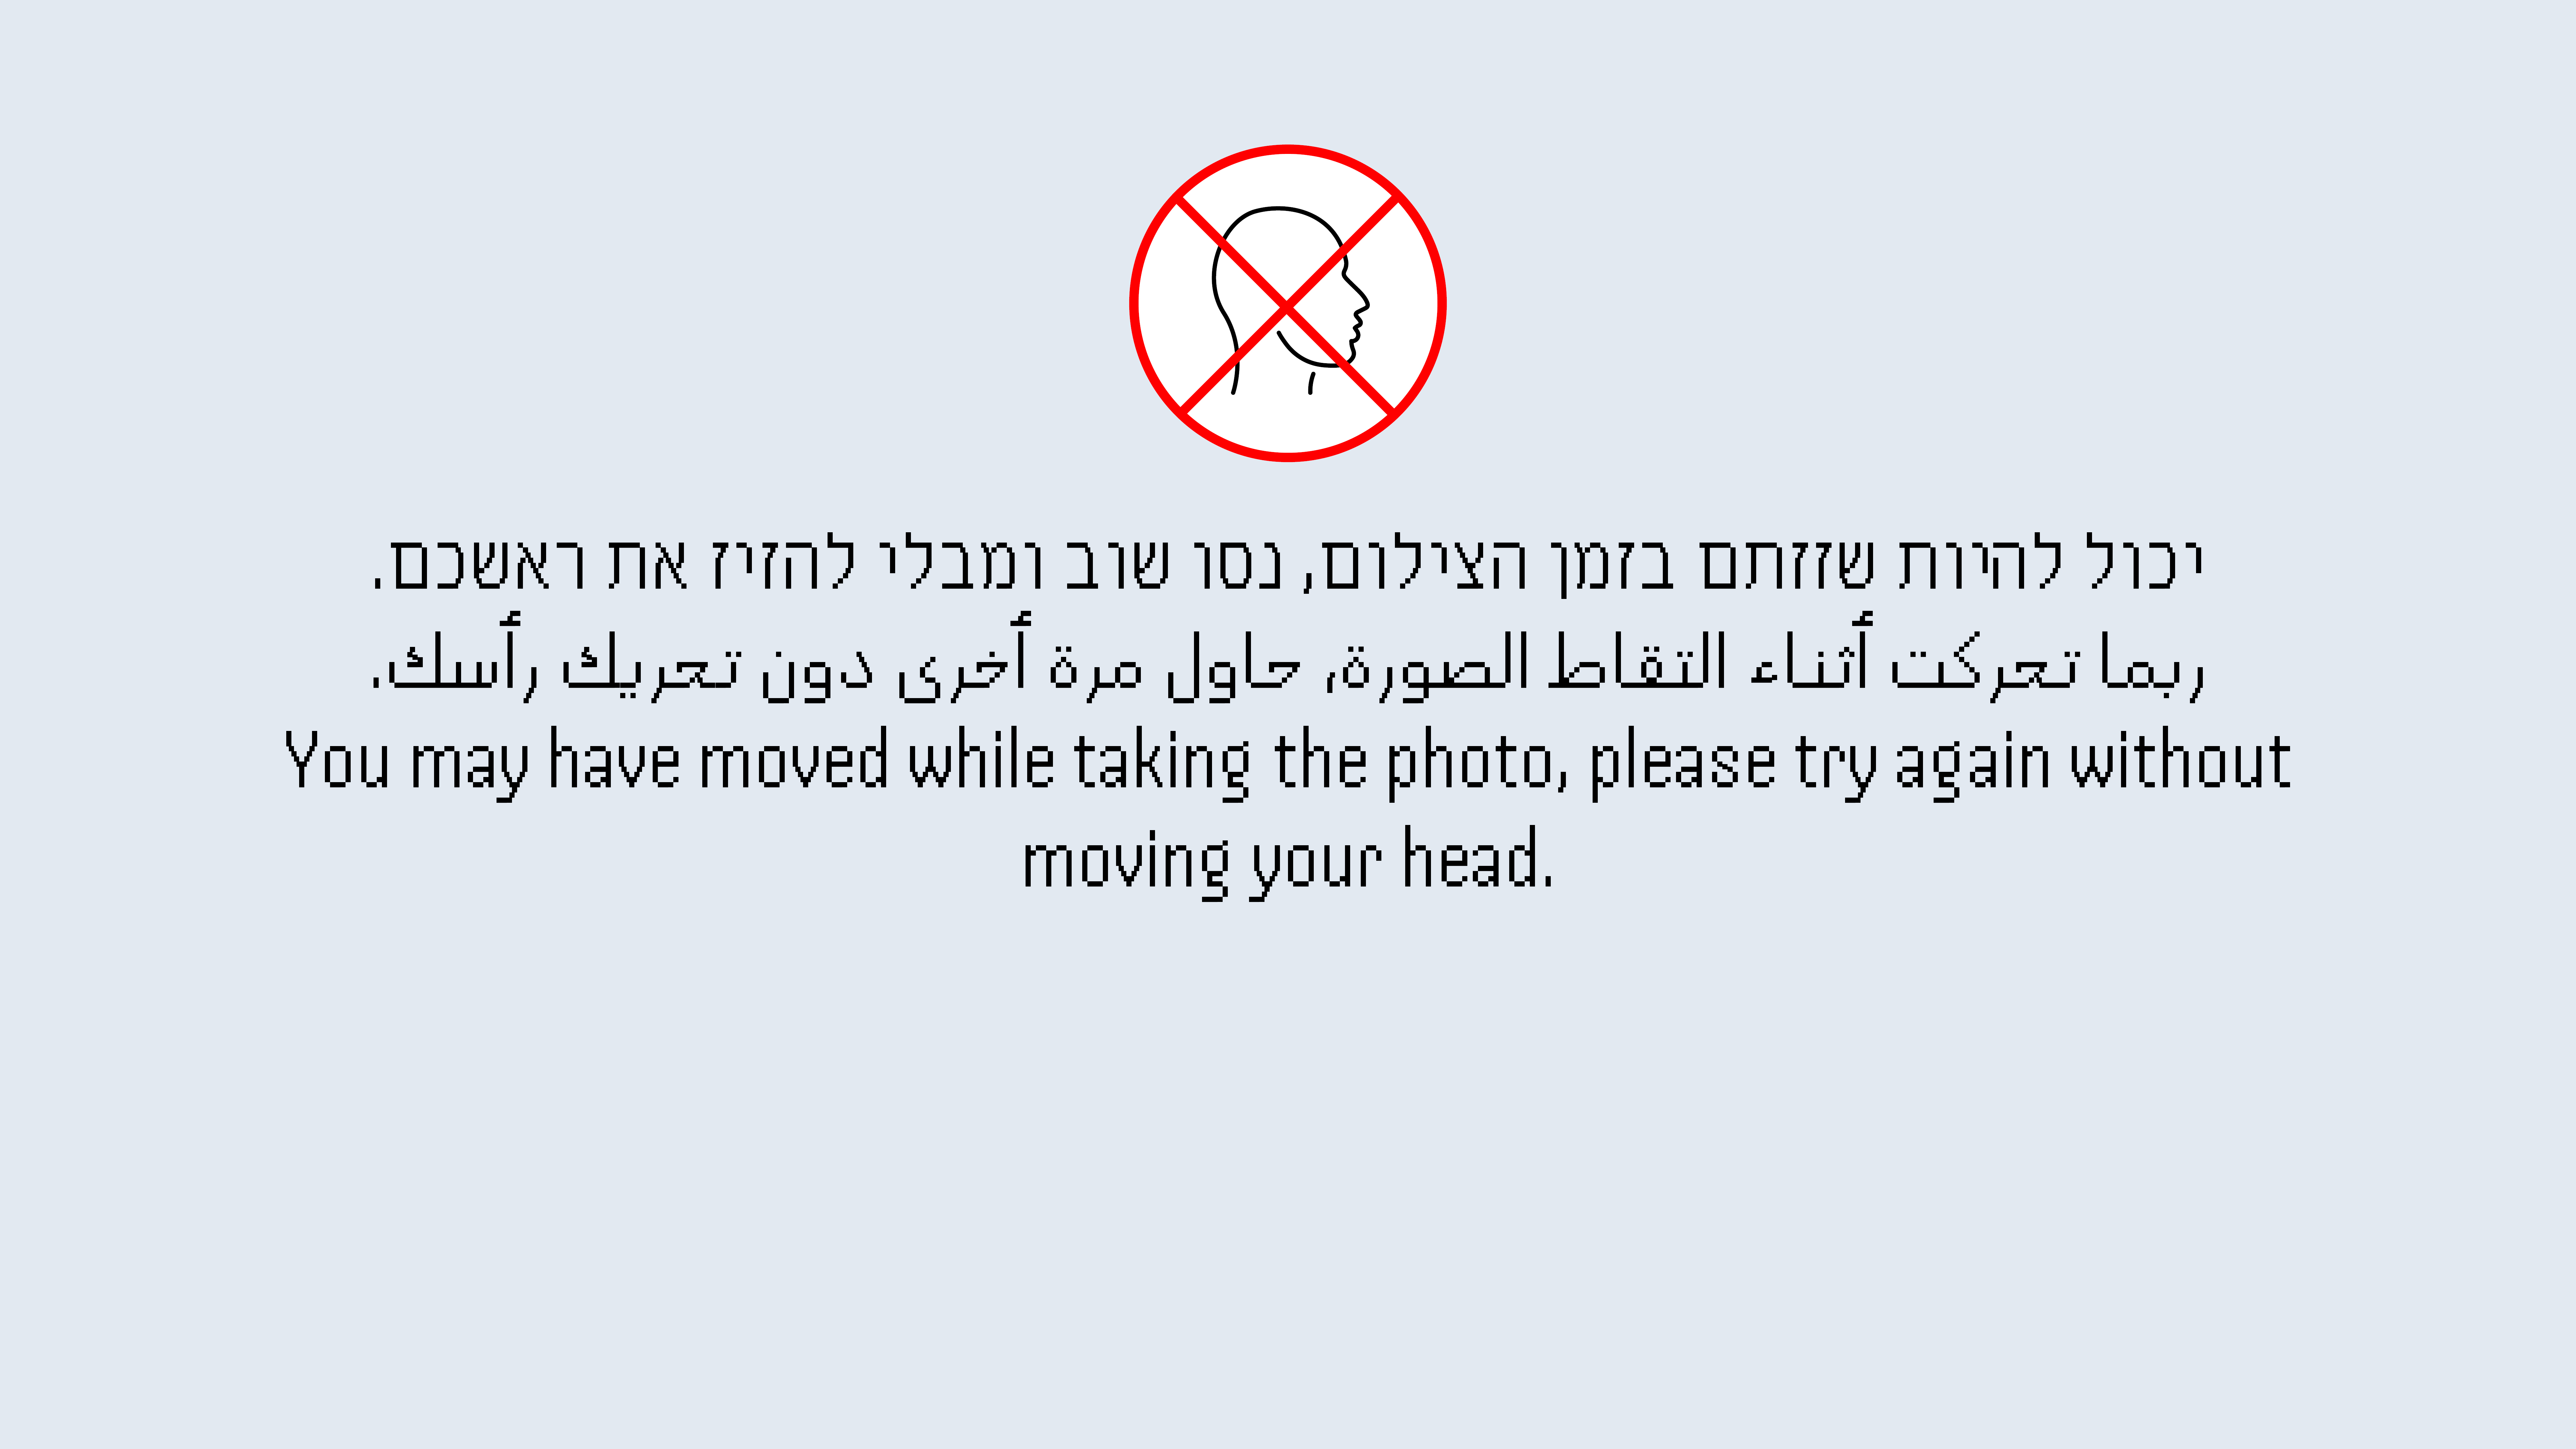 יכול להיות שזזתם בזמן הצילום, נסו שוב ומבלי להזיז את ראשכם.
ربما تحركت أثناء التقاط الصورة، حاول مرة أخرى دون تحريك رأسك.
You may have moved while taking the photo, please try again without
moving your head.